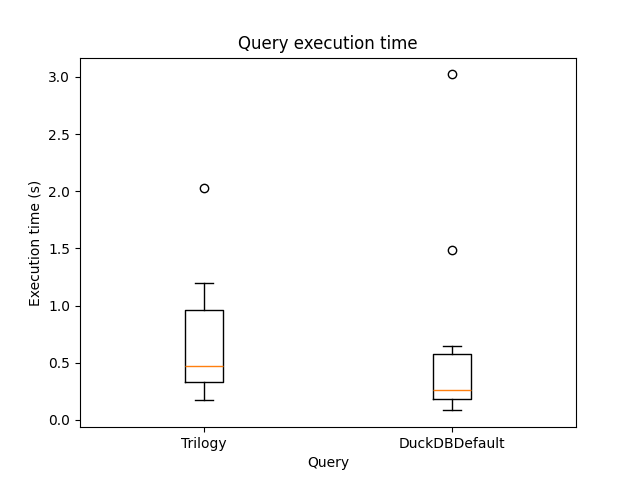 Query execution time
Execution time (s)
3.0
2.5
2.0
1.5
1.0
0.5
0.0
Trilogy
DuckDBDefault
Query